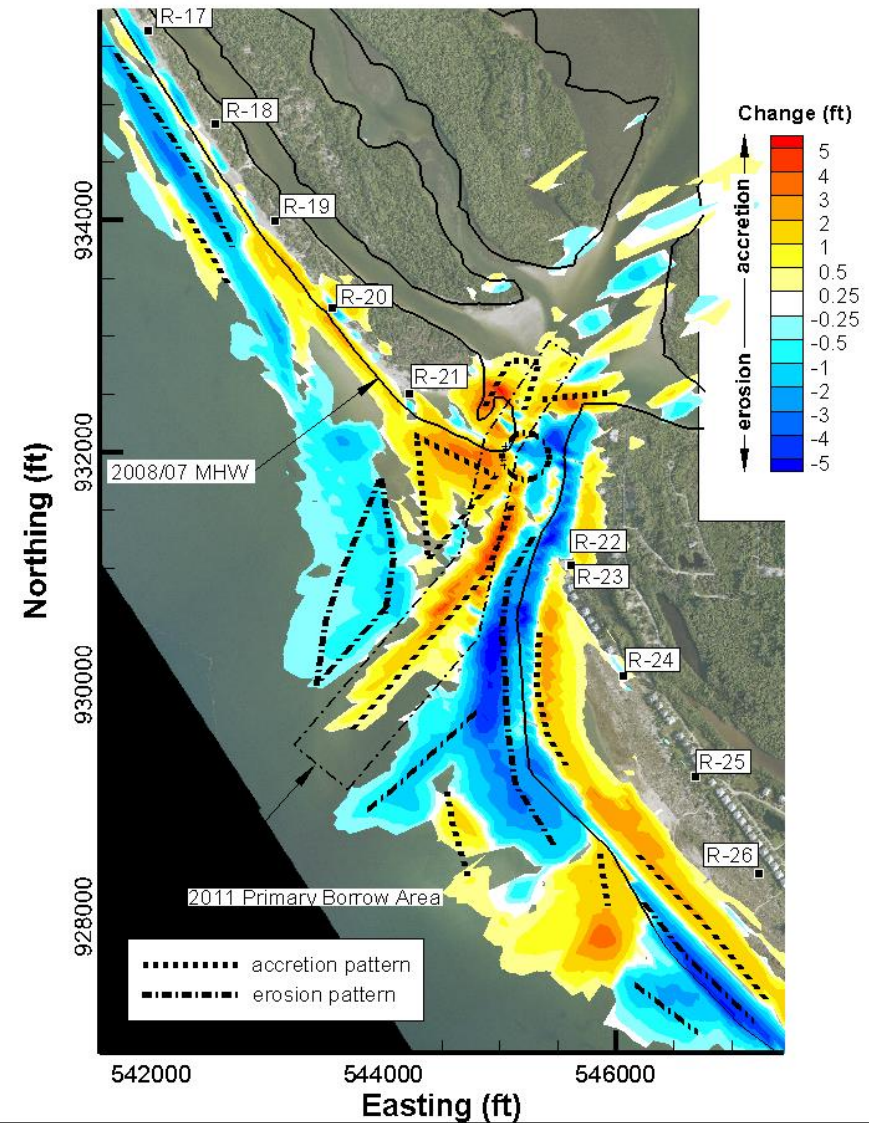 R-17
R-18
Change (ft)
5
4
3
2
1
0.5
0.25
-0.25
-0.5
-1
-2
-3
-4
-5
accretion
erosion
R-19
934000
R-20
R-21
932000
2008/07 MHW
R-22
R-23
Northing (ft)
R-24
930000
R-25
R-26
2011 Primary Borrow Area
928000
accretion pattern
erosion pattern
542000
544000
546000
Easting (ft)